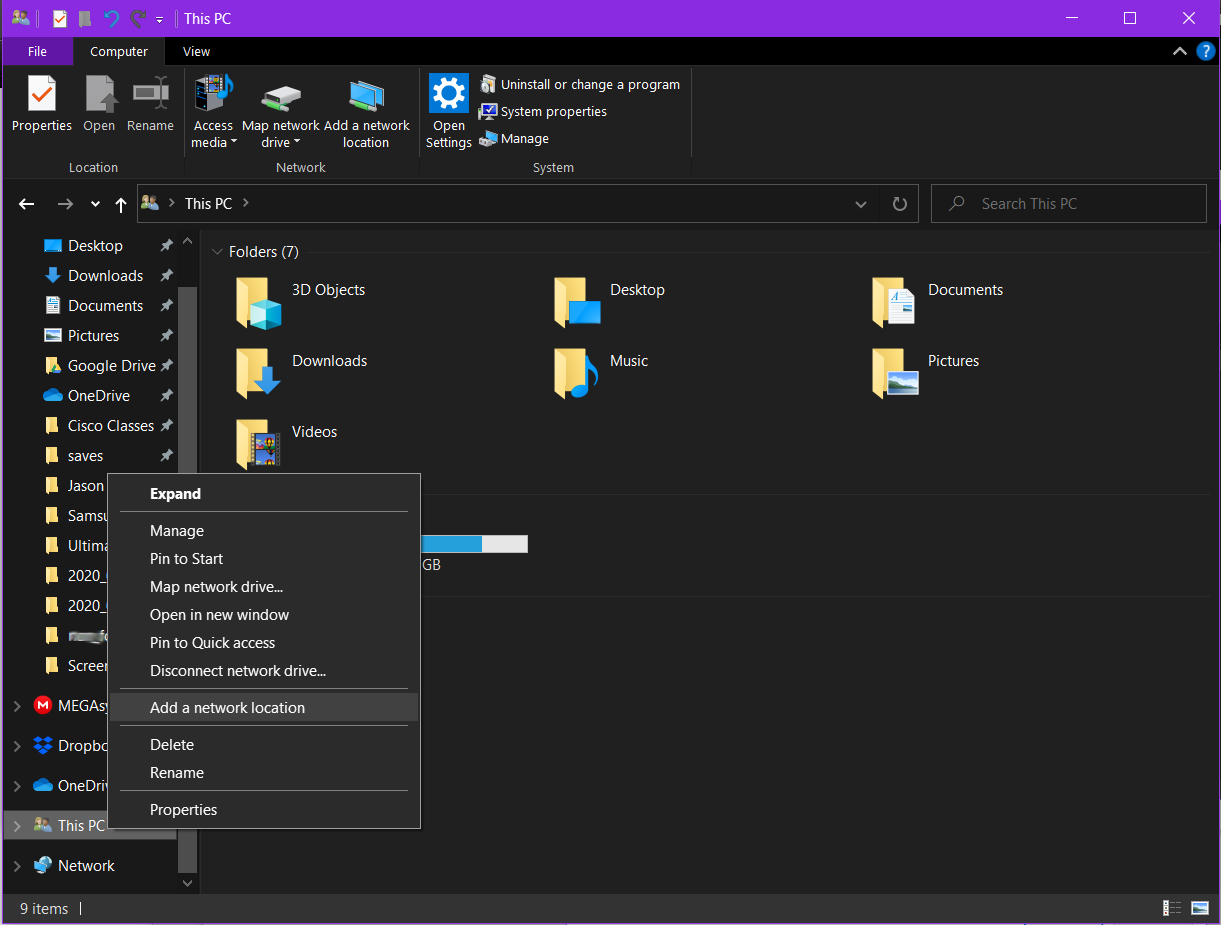 This PC
File
Computer
View
Properties
Open
Rename
Access media
Map network drive
Add a network location
Open Settings
Uninstall or change a program
System properties
Manage
Location
Network
System
This PC
Search This PC
Desktop
Downloads
Documents
Pictures
Google Drive
OneDrive
Cisco Classes
saves
Jason
Samsu
Ultima
2020_
2020_
Screen
MEGAsy
Dropbo
OneDriv
This PC
Network
Folders (7)
3D Objects
Desktop
Documents
Downloads
Music
Pictures
Videos
GB
Expand
Manage
Pin to Start
Map network drive...
Open in new window
Pin to Quick access
Disconnect network drive...
Add a network location
Delete
Rename
Properties
9 items